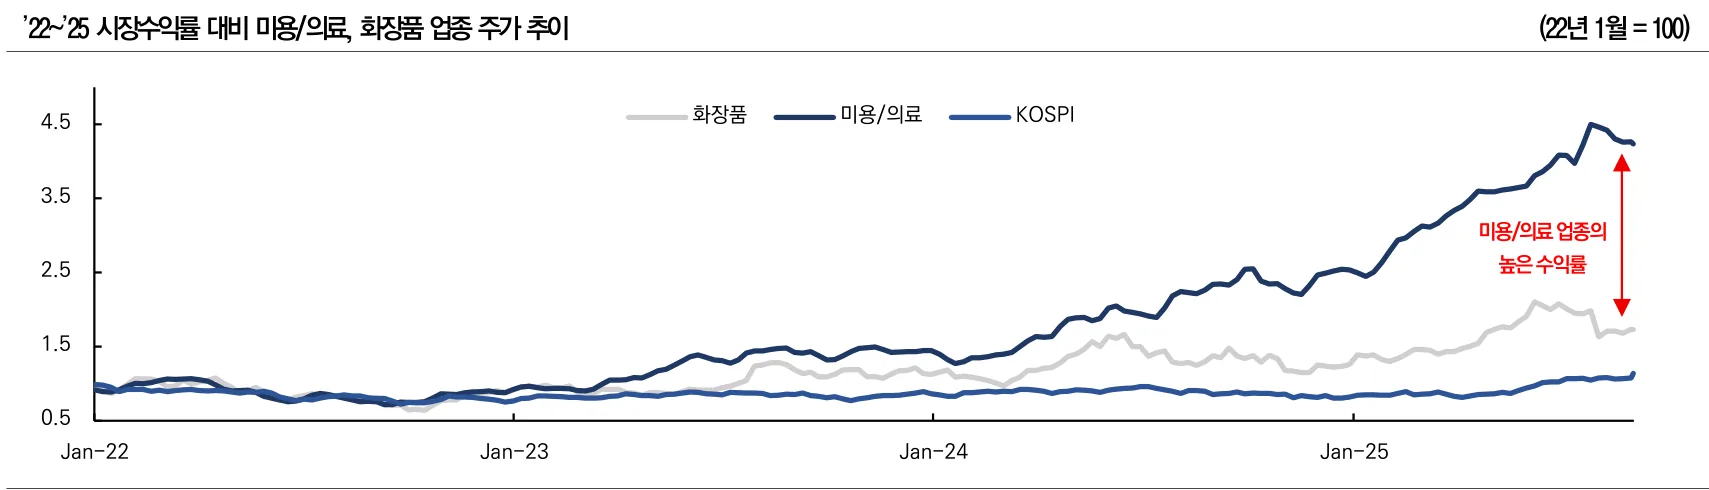 ’22~’25 시장수익률 대비 미용/의료, 화장품 업종 주가 추이 (22년 1월 = 100)
화장품 미용/의료 KOSPI
4.5
3.5
미용/의료 업종의
높은 수익률
2.5
1.5
0.5
Jan-22 Jan-23 Jan-24 Jan-25